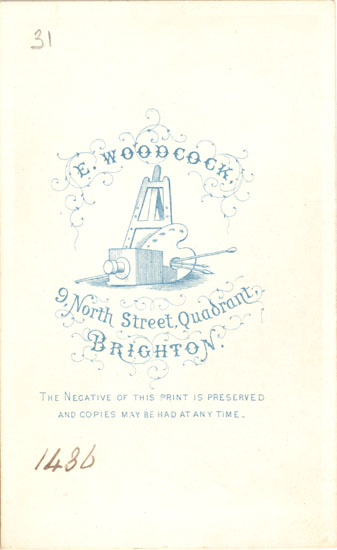 31
E. WOODCOCK.
9, North Street, Quadrant,
BRIGHTON.
THE NEGATIVE OF THIS PRINT IS PRESERVED
AND COPIES MAY BE HAD AT ANY TIME.
1436